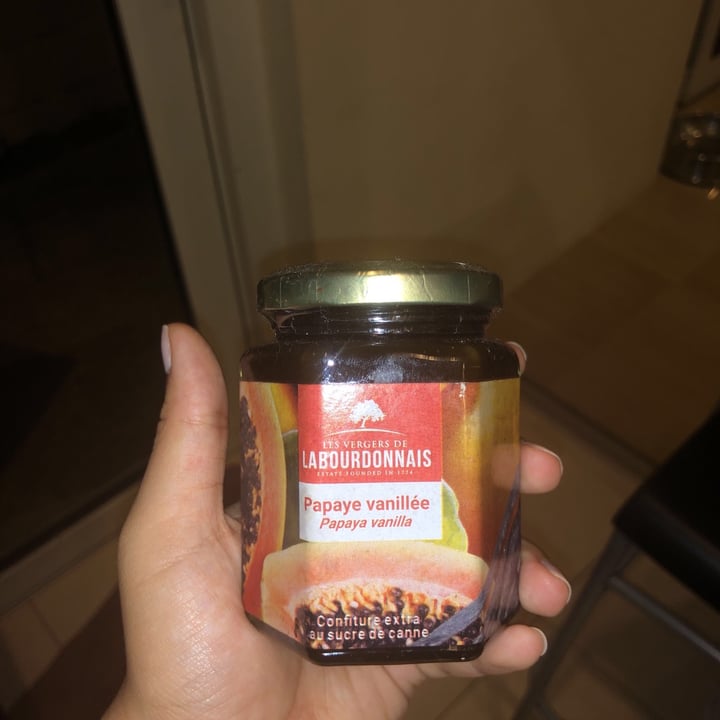 LES VERGERS DE
LABOURDONNAIS
ESTATE FOUNDED IN 1774
Papaye vanillée
Papaya vanilla
Confiture extra
au sucre de canne